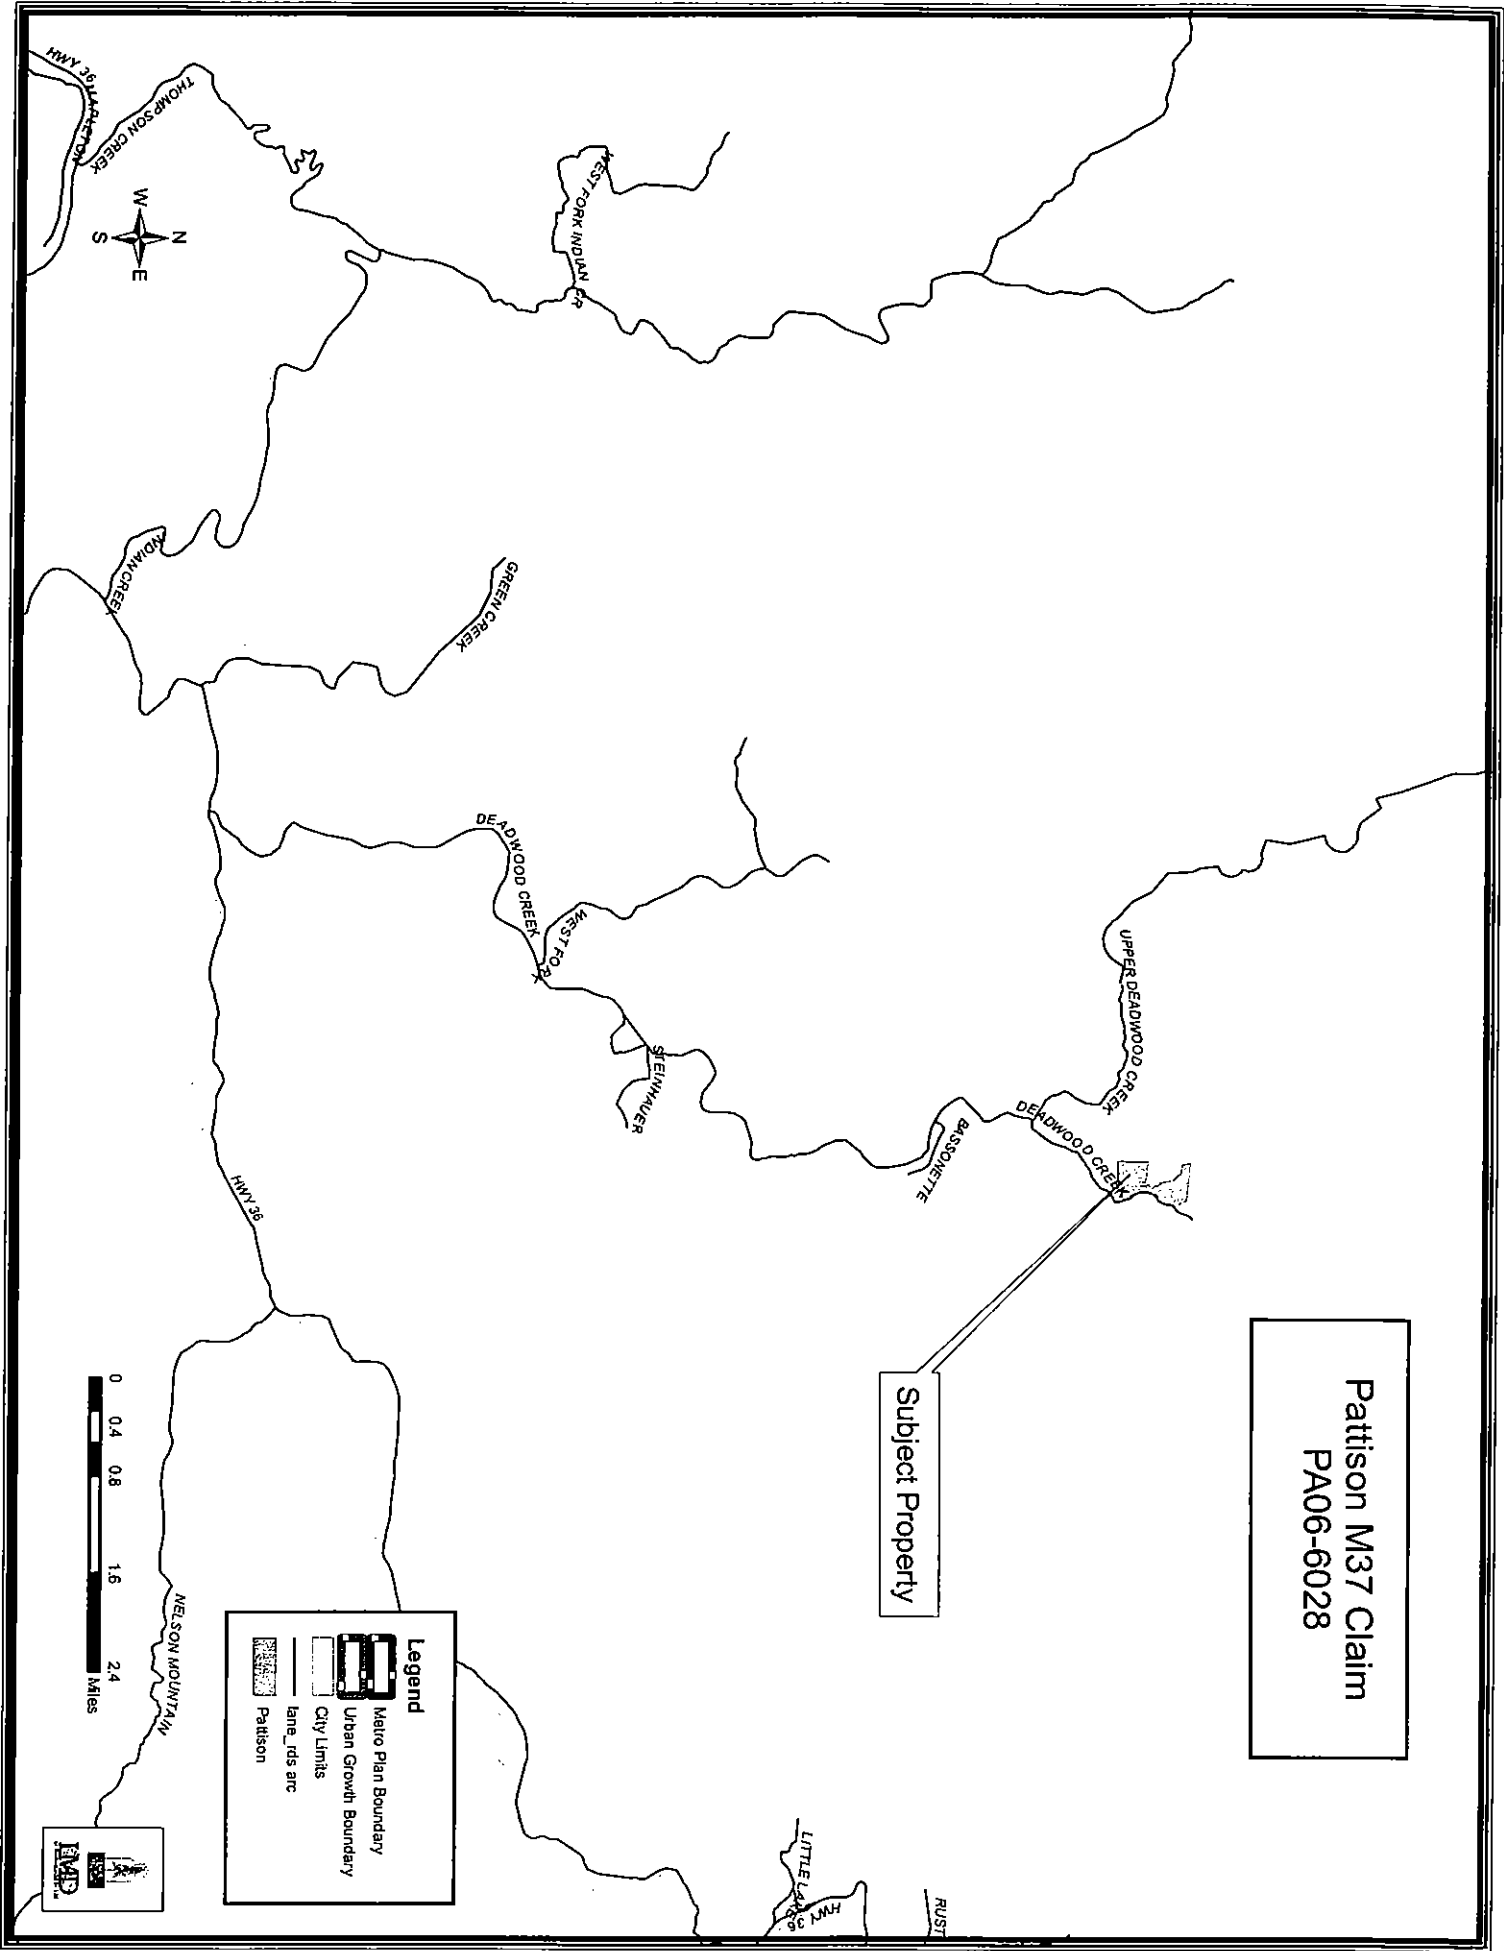 Pattison M37 Claim
PA06-6028
RUST
LITTLE LAKE
HWY 36
UPPER DEADWOOD CREEK
DEADWOOD CREEK
BASSONETTE
Subject Property
WEST FORK INDIAN CR
STEINHAUER
WEST FORK
DEADWOOD CREEK
GREEN CREEK
THOMPSON CREEK
HWY 36
MAPLETON
N
W
E
S
INDIAN CREEK
HWY 36
NELSON MOUNTAIN
Legend
Metro Plan Boundary
Urban Growth Boundary
City Limits
lane_rds arc
Pattison
0 0.4 0.8 1.6 2.4
Miles
LMD